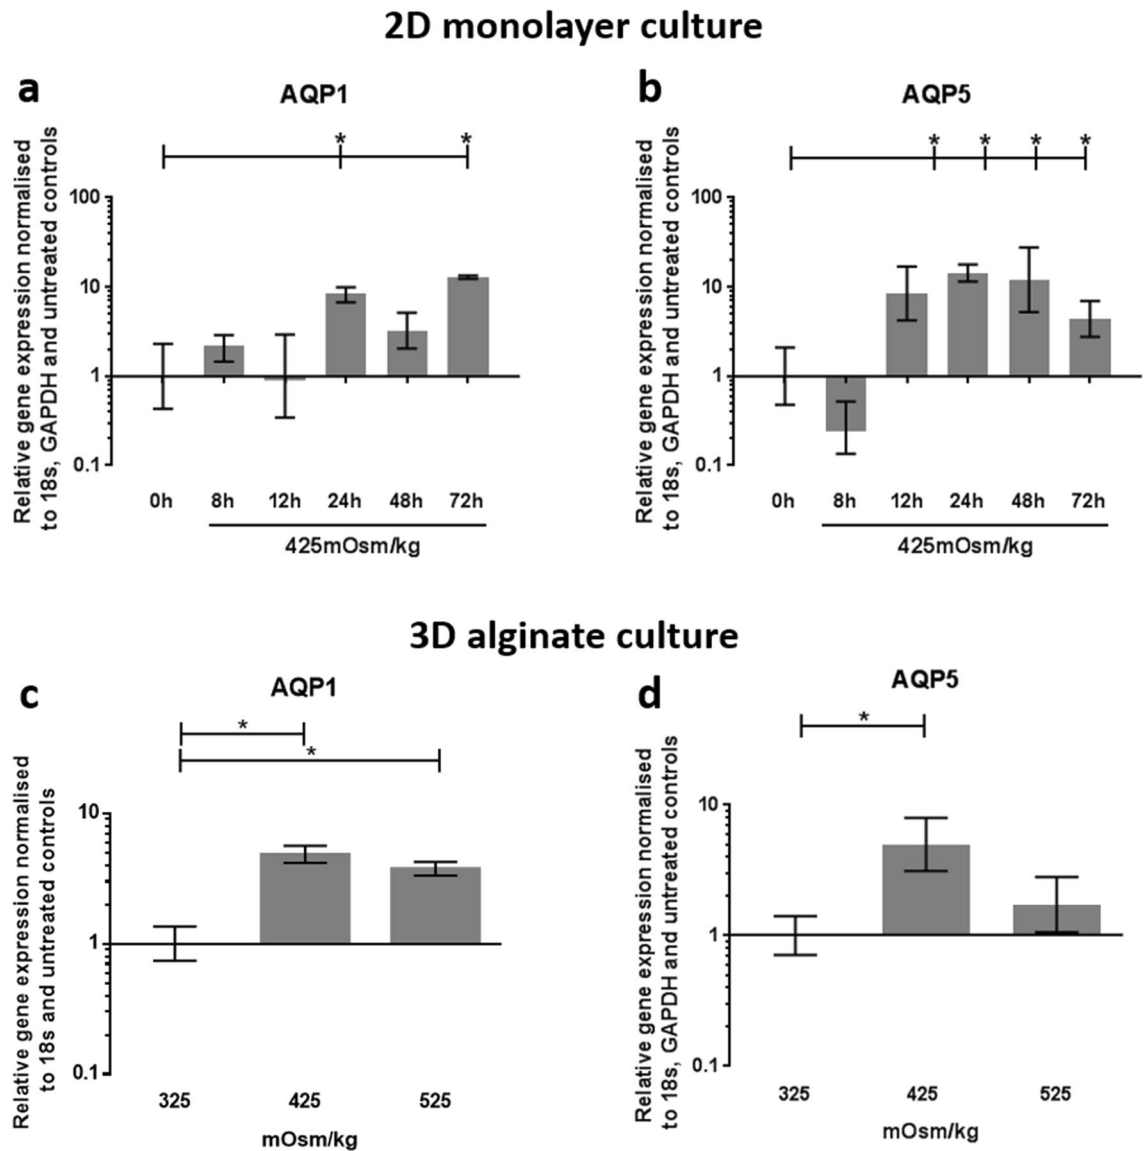 2D monolayer culture
a
AQP1
Relative gene expression normalised
to 18s, GAPDH and untreated controls
* *
100
10
1
0.1
0h 8h 12h 24h 48h 72h
425mOsm/kg
b
AQP5
Relative gene expression normalised
to 18s, GAPDH and untreated controls
* * * *
100
10
1
0.1
0h 8h 12h 24h 48h 72h
425mOsm/kg
3D alginate culture
c
AQP1
Relative gene expression normalised
to 18s and untreated controls
*
*
10
1
0.1
325 425 525
mOsm/kg
d
AQP5
Relative gene expression normalised
to 18s, GAPDH and untreated controls
*
10
1
0.1
325 425 525
mOsm/kg